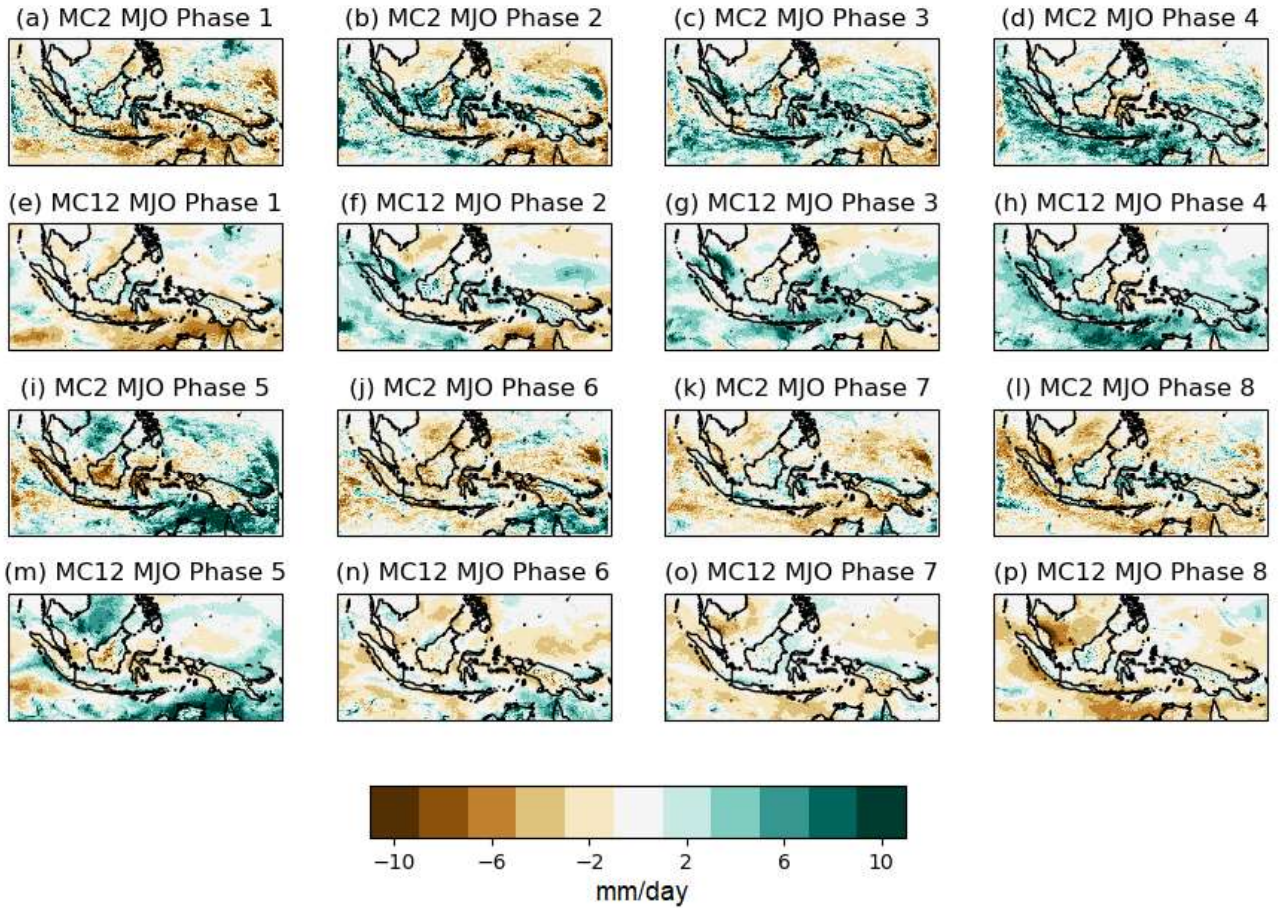 (a) MC2 MJO Phase 1
(b) MC2 MJO Phase 2
(c) MC2 MJO Phase 3
(d) MC2 MJO Phase 4
(e) MC12 MJO Phase 1
(f) MC12 MJO Phase 2
(g) MC12 MJO Phase 3
(h) MC12 MJO Phase 4
(i) MC2 MJO Phase 5
(j) MC2 MJO Phase 6
(k) MC2 MJO Phase 7
(l) MC2 MJO Phase 8
(m) MC12 MJO Phase 5
(n) MC12 MJO Phase 6
(o) MC12 MJO Phase 7
(p) MC12 MJO Phase 8
−10 −6 −2 2 6 10
mm/day